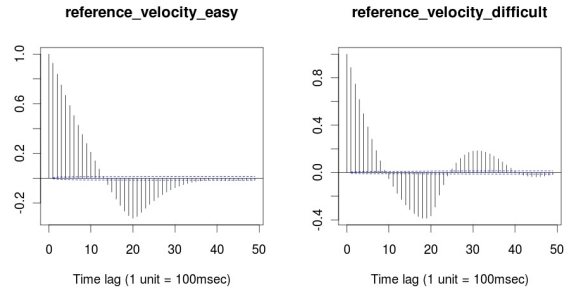 reference_velocity_easy
1.0
0.6
0.2
-0.2
0 10 20 30 40 50
Time lag (1 unit = 100msec)
reference_velocity_difficult
0.8
0.4
0.0
-0.4
0 10 20 30 40 50
Time lag (1 unit = 100msec)